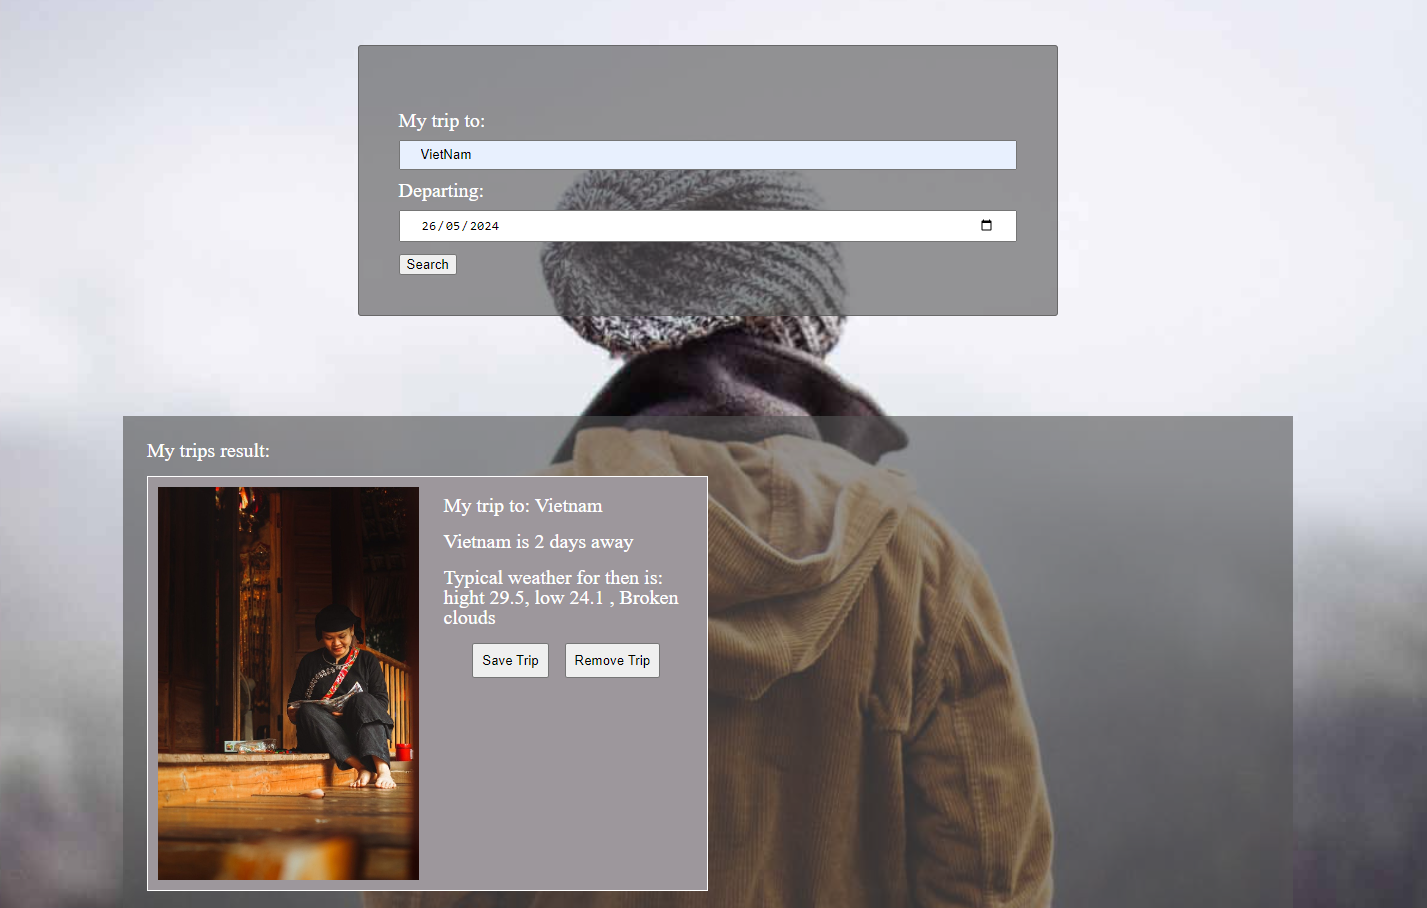 My trip to:
VietNam
Departing:
26/05/2024
Search
My trips result:
My trip to: Vietnam
Vietnam is 2 days away
Typical weather for then is:
hight 29.5, low 24.1 , Broken
clouds
Save Trip
Remove Trip